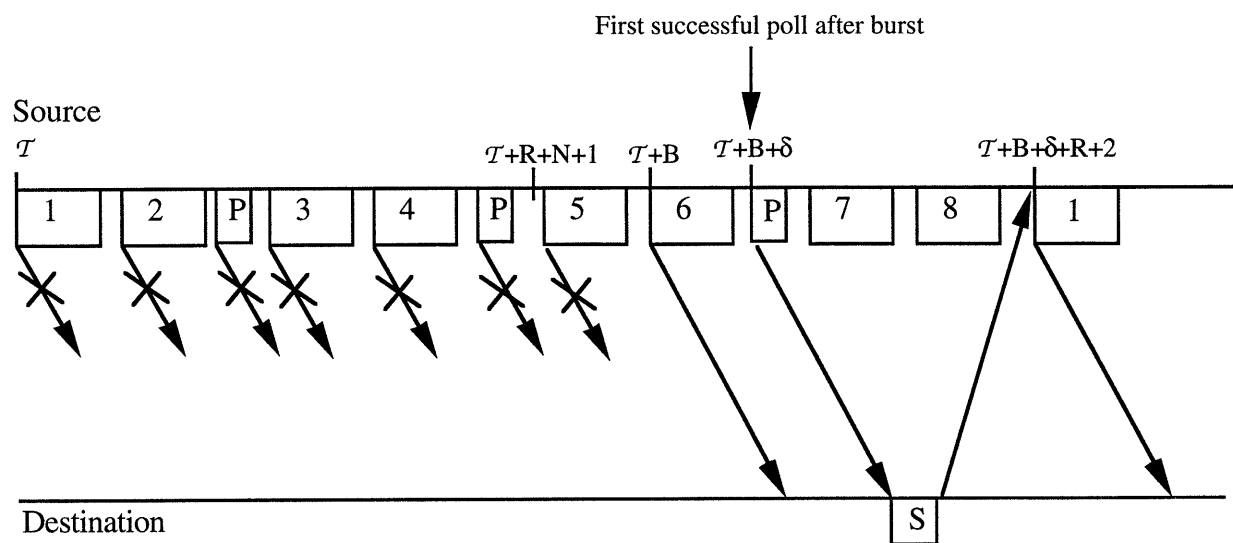 First successful poll after burst
Source
𝒯
𝒯+R+N+1
𝒯+B
𝒯+B+δ
𝒯+B+δ+R+2
1 2 P 3 4 P 5 6 P 7 8 1
Destination
S